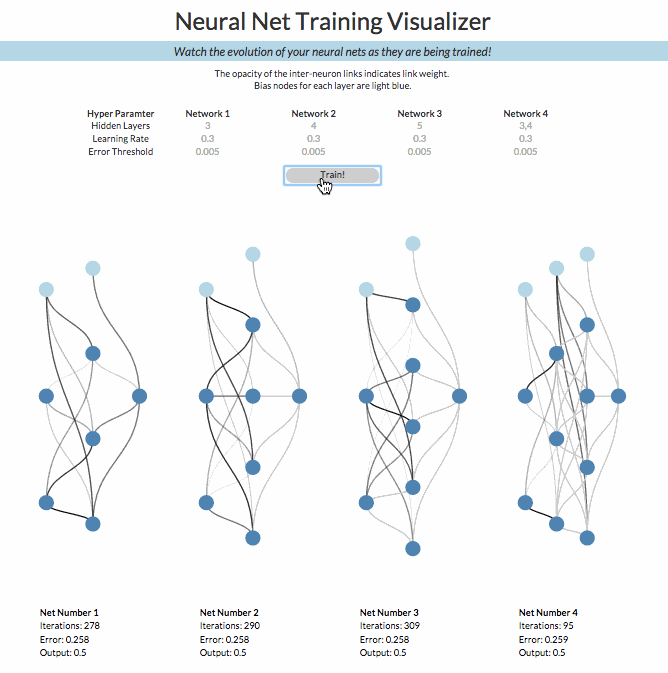 Neural Net Training Visualizer
Watch the evolution of your neural nets as they are being trained!
The opacity of the inter-neuron links indicates link weight.
Bias nodes for each layer are light blue.
Hyper Paramter Network 1 Network 2 Network 3 Network 4
Hidden Layers 3 4 5 3,4
Learning Rate 0.3 0.3 0.3 0.3
Error Threshold 0.005 0.005 0.005 0.005
Train!
Net Number 1 Net Number 2 Net Number 3 Net Number 4
Iterations: 278 Iterations: 290 Iterations: 309 Iterations: 95
Error: 0.258 Error: 0.258 Error: 0.258 Error: 0.259
Output: 0.5 Output: 0.5 Output: 0.5 Output: 0.5